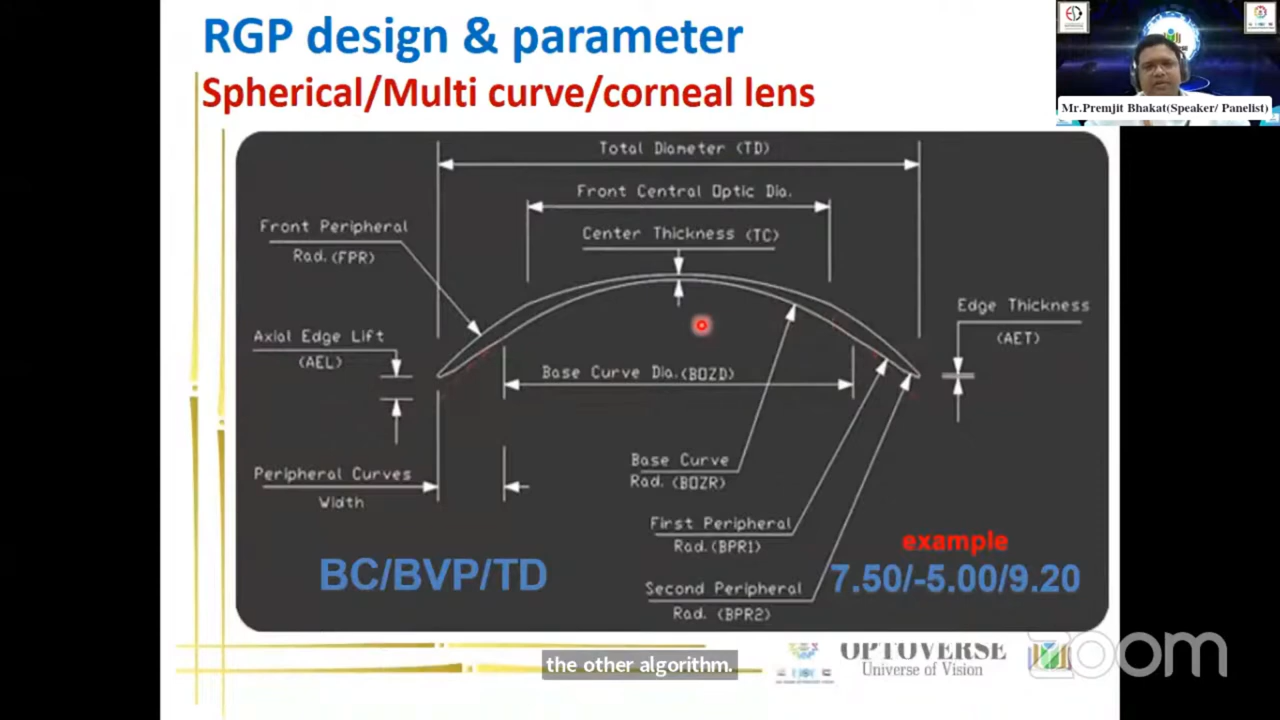 RGP design & parameter
Spherical/Multi curve/corneal lens
Mr.Premjit Bhakat(Speaker/ Panelist)
Total Diameter (TD)
Front Central Optic Dia.
Center Thickness (TC)
Front Peripheral
Rad. (FPR)
Axial Edge Lift
(AEL)
Edge Thickness
(AET)
Base Curve Dia. (BOZD)
Peripheral Curves
Width
Base Curve
Rad. (BOZR)
First Peripheral
Rad. (BPR1)
Second Peripheral
Rad. (BPR2)
BC/BVP/TD
example
7.50/-5.00/9.20
the other algorithm.
OPTOVERSE
Universe of Vision
zoom